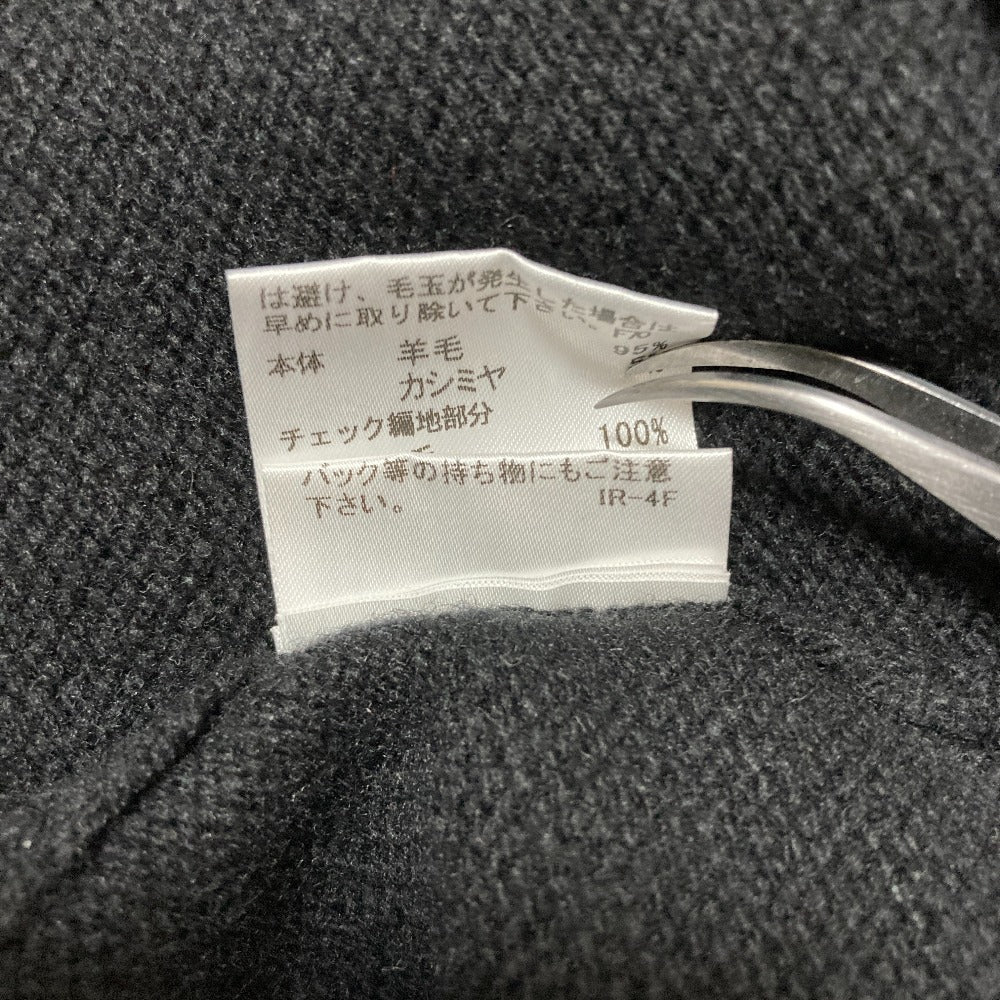 は避け、毛玉が発生した場合は
早めに取り除いて下さい。
本体 羊毛 95%
カシミヤ
チェック編地部分
100%
バック等の持ち物にもご注意
下さい。 IR-4F